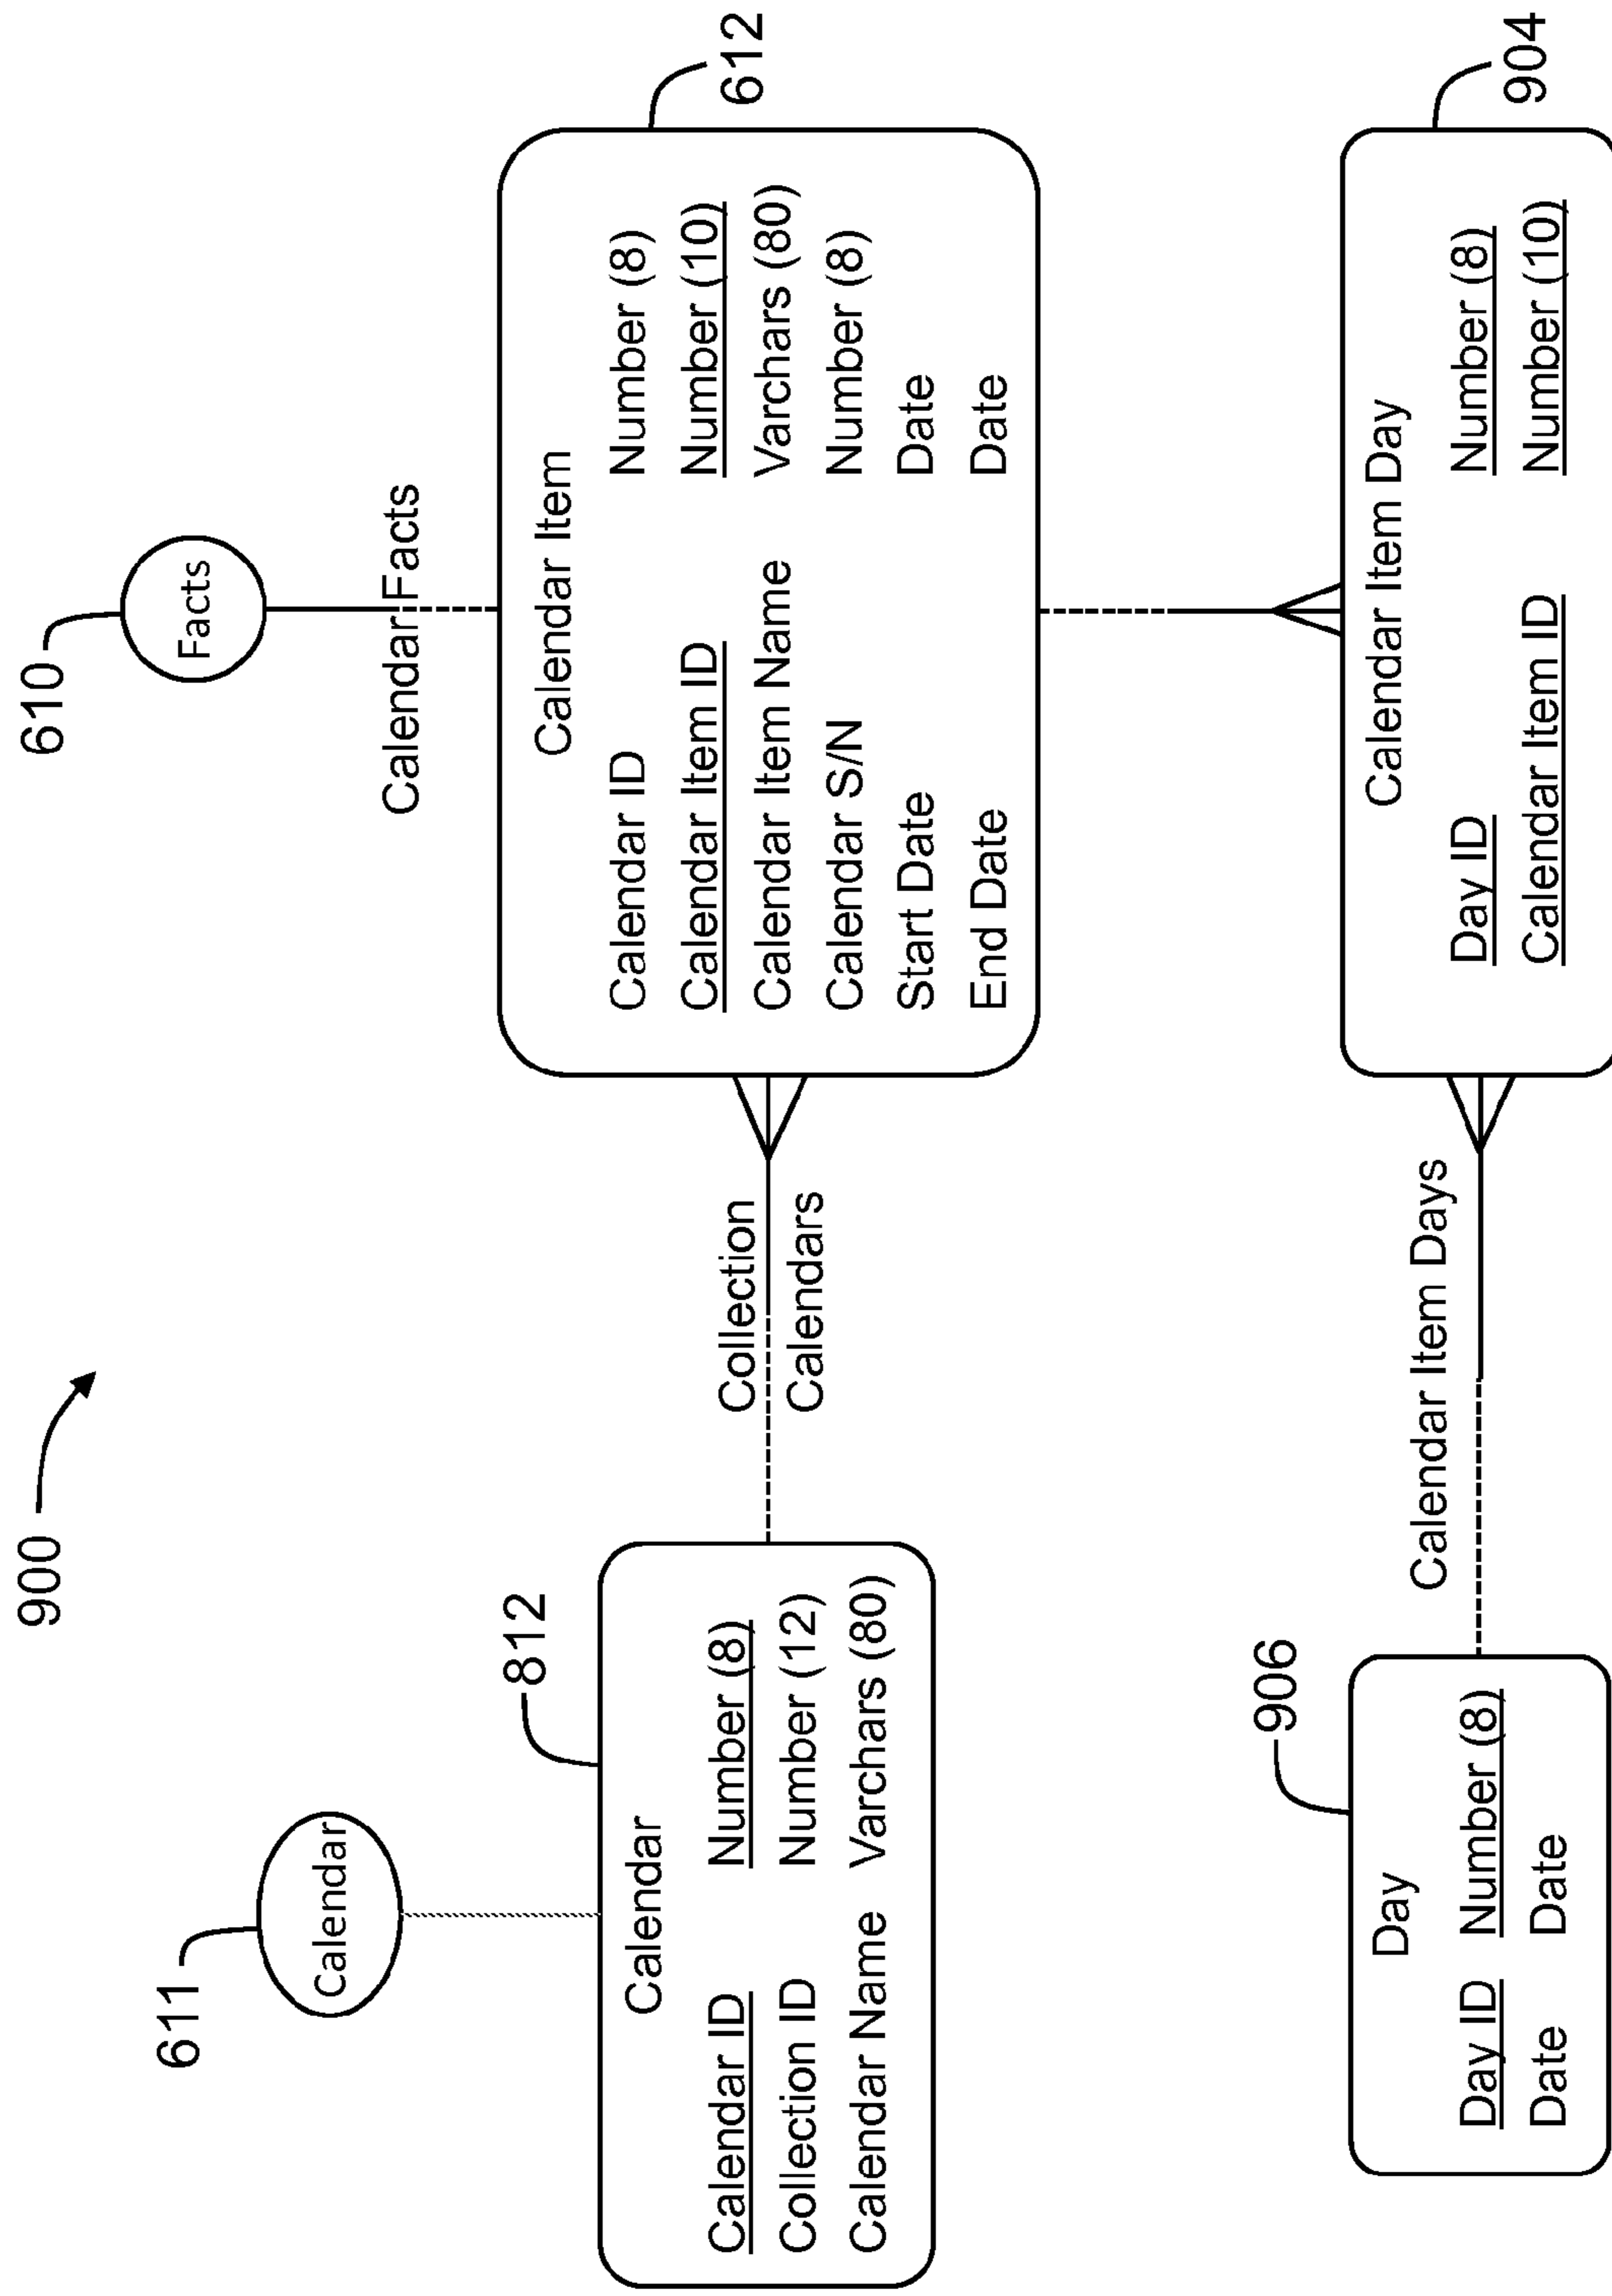 900
611
Calendar
812
Calendar
Calendar ID Number (8)
Collection ID Number (12)
Calendar Name Varchars (80)
Collection
Calendars
610
Facts
Calendar Facts
612
Calendar Item
Calendar ID Number (8)
Calendar Item ID Number (10)
Calendar Item Name Varchars (80)
Calendar S/N Number (8)
Start Date Date
End Date Date
906
Day
Day ID Number (8)
Date Date
Calendar Item Days
904
Calendar Item Day
Day ID Number (8)
Calendar Item ID Number (10)